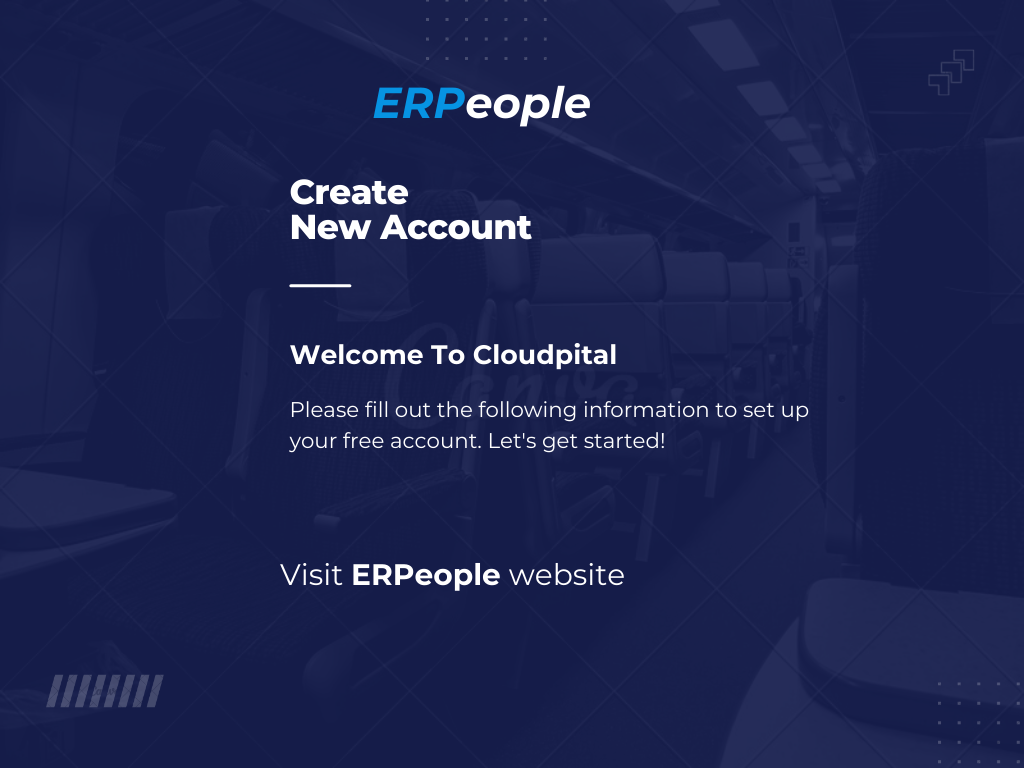 ERPeople
Create
New Account
Welcome To Cloudpital
Please fill out the following information to set up
your free account. Let's get started!
Canva
Visit ERPeople website